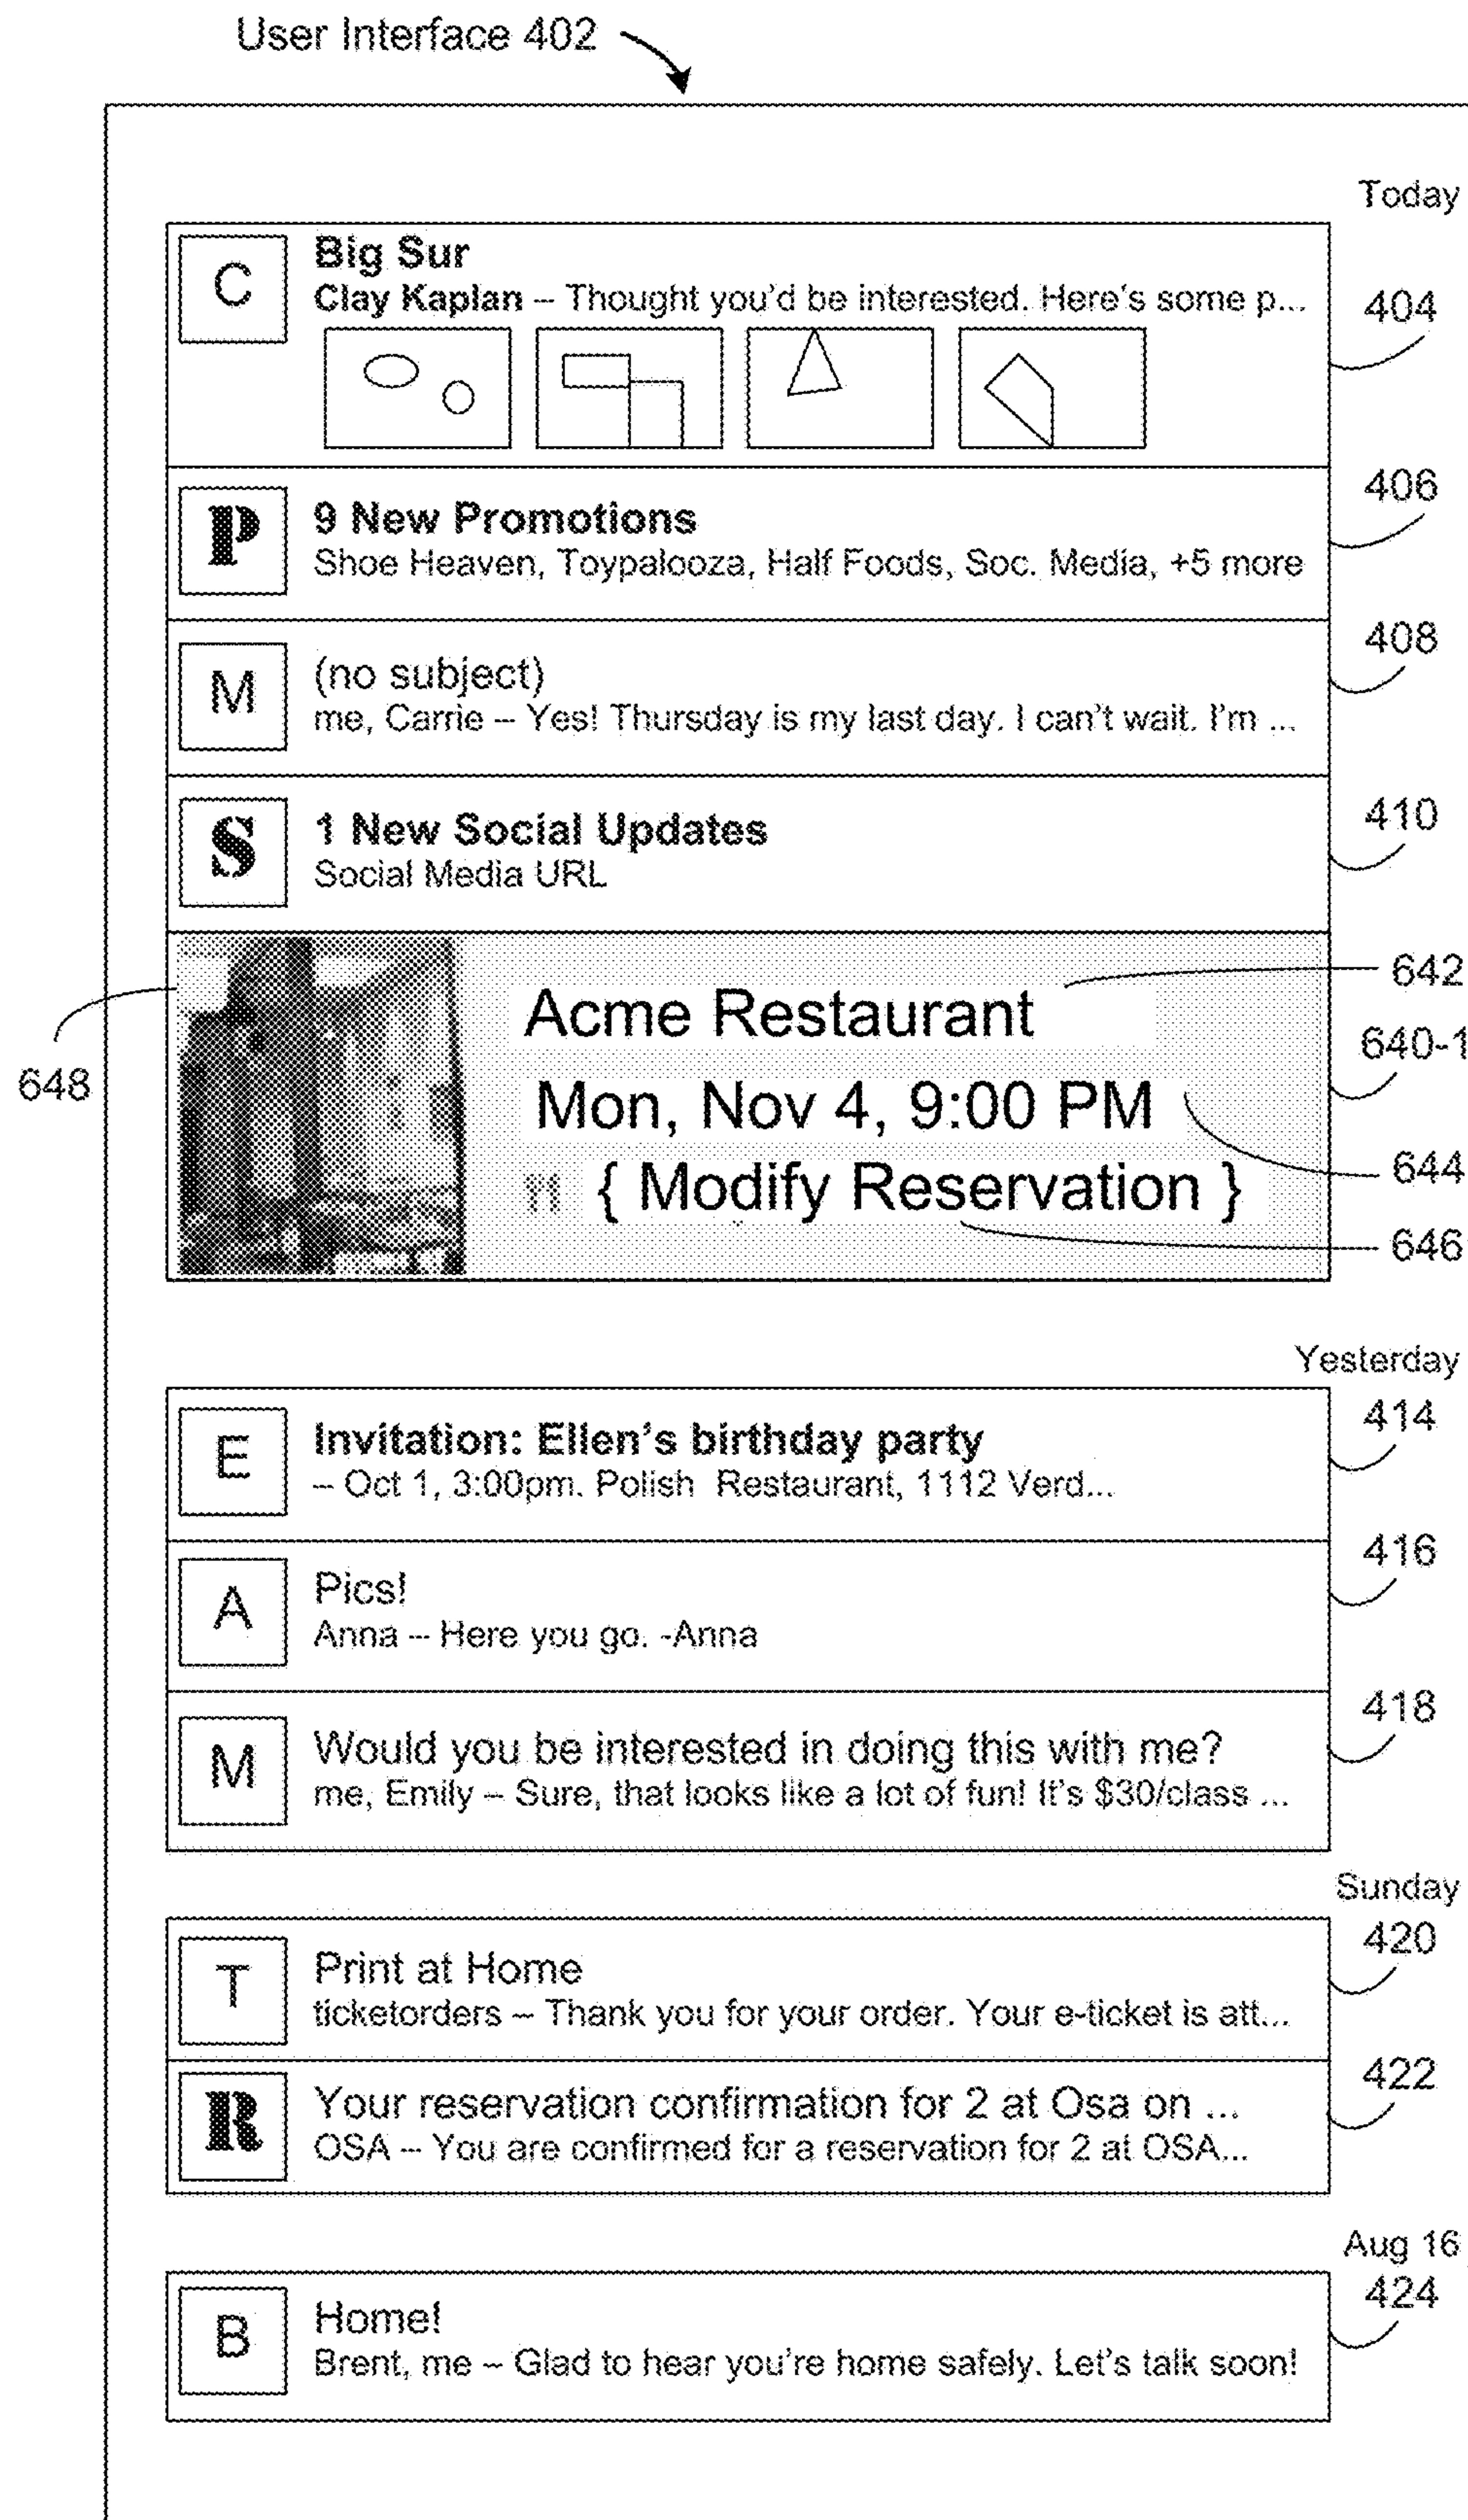 User Interface 402
Today
C
Big Sur
Clay Kaplan – Thought you'd be interested. Here's some p...
404
P
9 New Promotions
Shoe Heaven, Toypalooza, Half Foods, Soc. Media, +5 more
406
M
(no subject)
me, Carrie – Yes! Thursday is my last day. I can't wait. I'm ...
408
S
1 New Social Updates
Social Media URL
410
648
Acme Restaurant
642
640-1
Mon, Nov 4, 9:00 PM
644
{ Modify Reservation }
646
Yesterday
E
Invitation: Ellen's birthday party
– Oct 1, 3:00pm. Polish Restaurant, 1112 Verd...
414
A
Pics!
Anna – Here you go. -Anna
416
M
Would you be interested in doing this with me?
me, Emily – Sure, that looks like a lot of fun! It's $30/class ...
418
Sunday
T
Print at Home
ticketorders – Thank you for your order. Your e-ticket is att...
420
R
Your reservation confirmation for 2 at Osa on ...
OSA – You are confirmed for a reservation for 2 at OSA...
422
Aug 16
B
Home!
Brent, me – Glad to hear you're home safely. Let's talk soon!
424